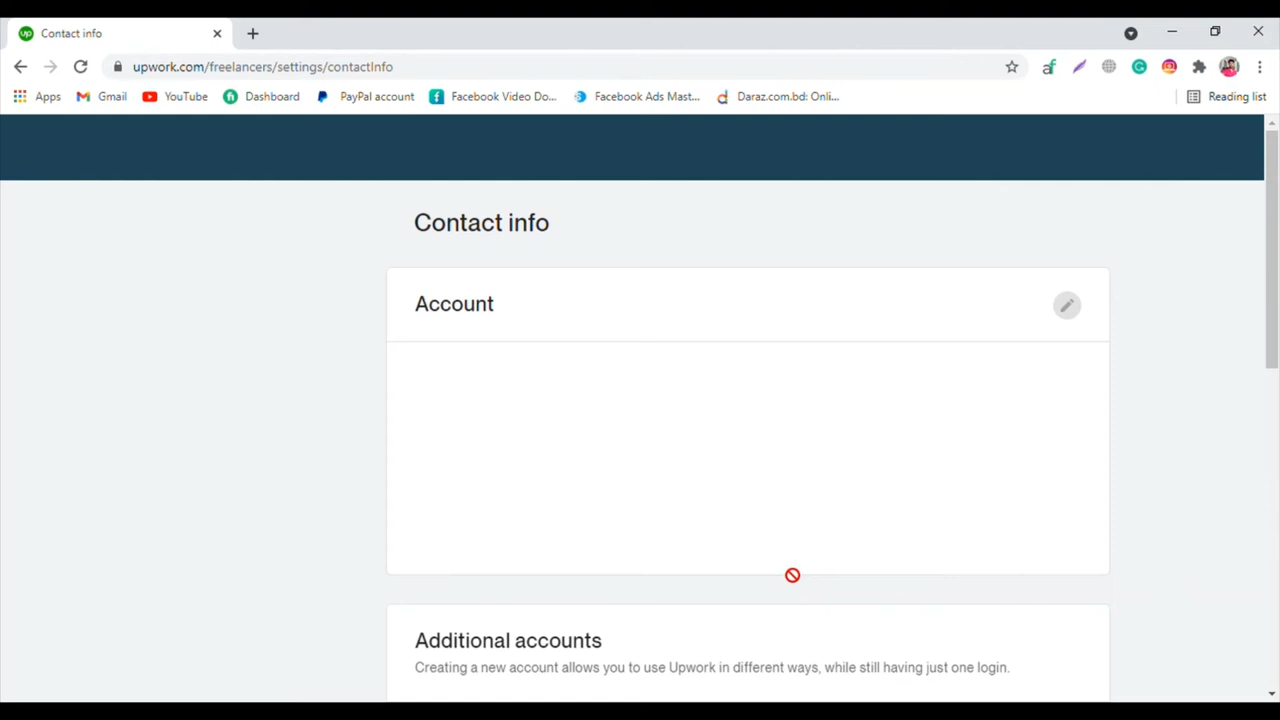 up Contact info
upwork.com/freelancers/settings/contactInfo
Apps Gmail YouTube Dashboard PayPal account Facebook Video Do... Facebook Ads Mast... Daraz.com.bd: Onli... Reading list
Contact info
Account
Additional accounts
Creating a new account allows you to use Upwork in different ways, while still having just one login.